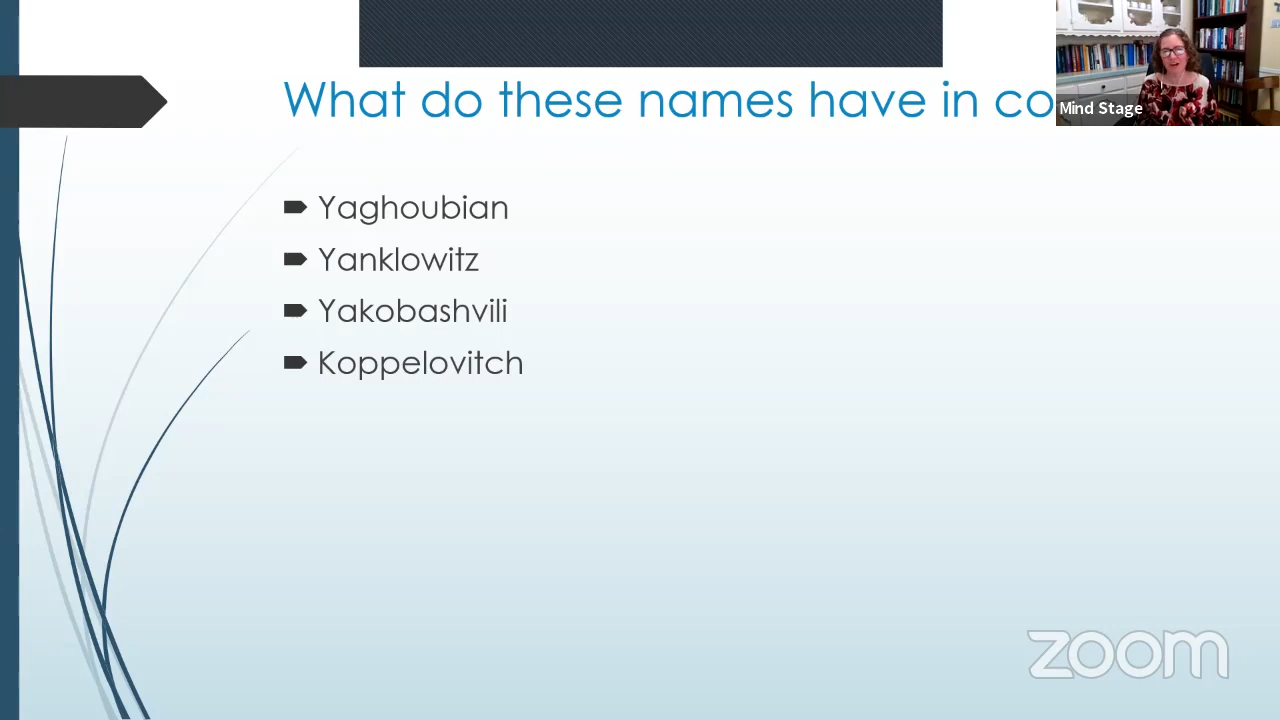 What do these names have in co
Mind Stage
Yaghoubian
Yanklowitz
Yakobashvili
Koppelovitch
zoom